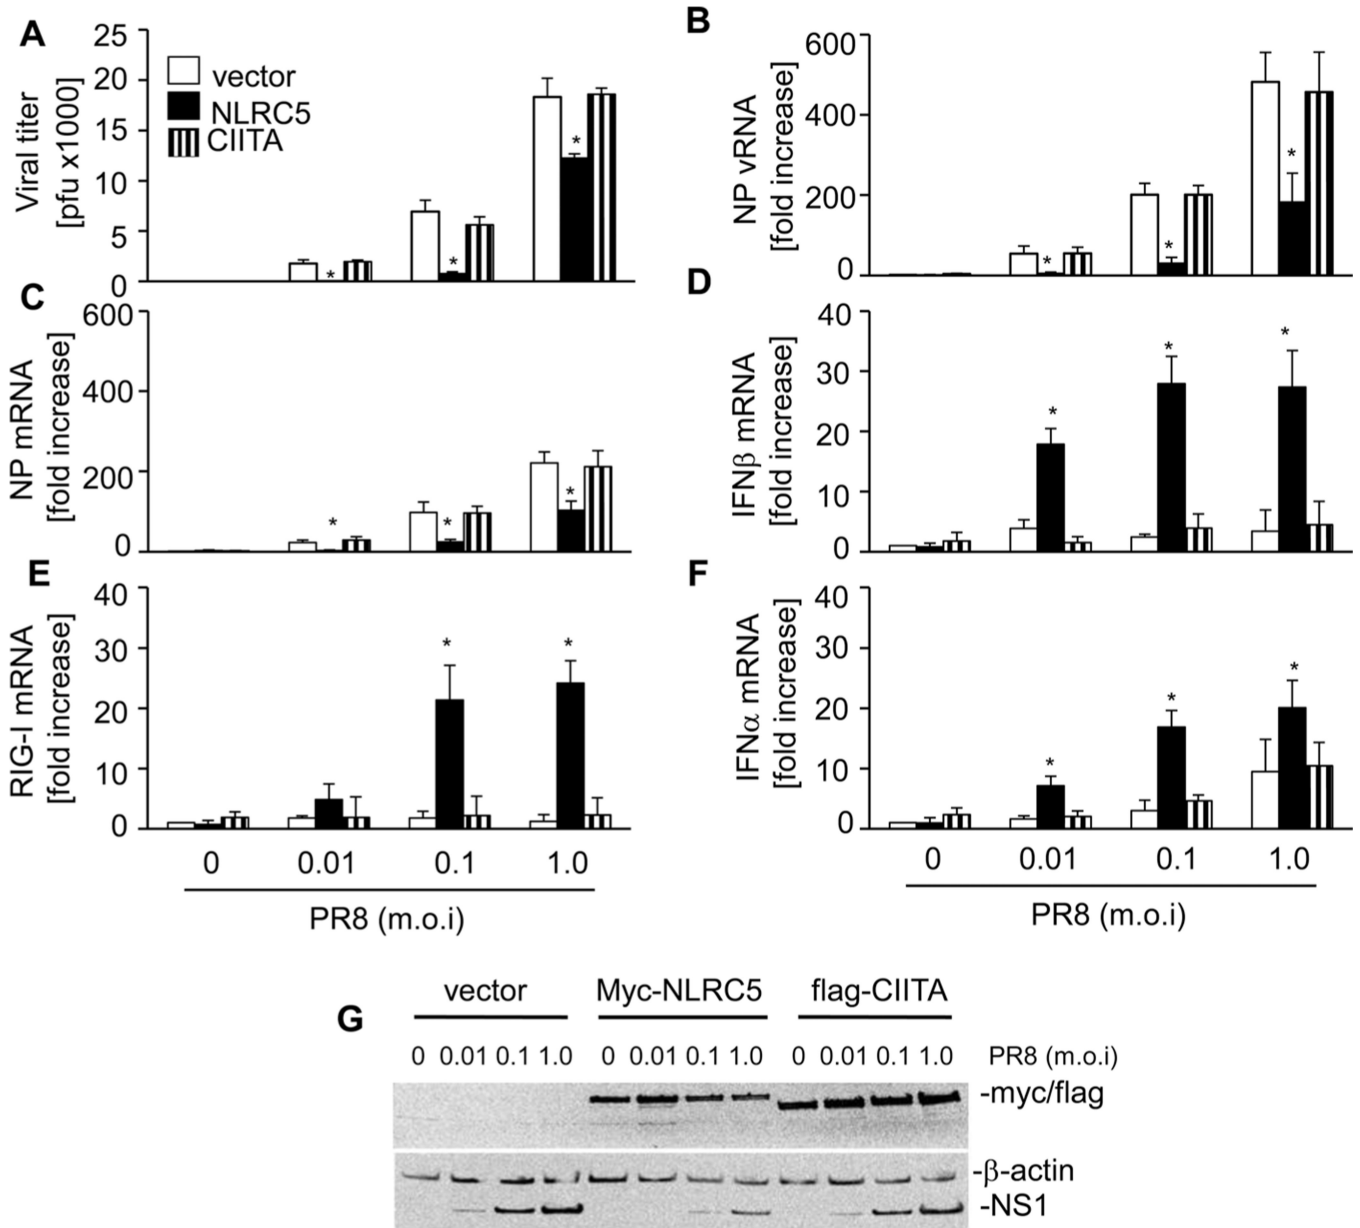 A
Viral titer
[pfu x1000]
25
20
15
10
5
0
vector
NLRC5
CIITA
*
*
*
B
NP vRNA
[fold increase]
600
400
200
0
*
*
*
C
NP mRNA
[fold increase]
600
400
200
0
*
*
*
D
IFNβ mRNA
[fold increase]
40
30
20
10
0
*
*
*
E
RIG-I mRNA
[fold increase]
40
30
20
10
0
*
*
0 0.01 0.1 1.0
PR8 (m.o.i)
F
IFNα mRNA
[fold increase]
40
30
20
10
0
*
*
*
0 0.01 0.1 1.0
PR8 (m.o.i)
G
vector Myc-NLRC5 flag-CIITA
0 0.01 0.1 1.0 0 0.01 0.1 1.0 0 0.01 0.1 1.0 PR8 (m.o.i)
-myc/flag
-β-actin
-NS1